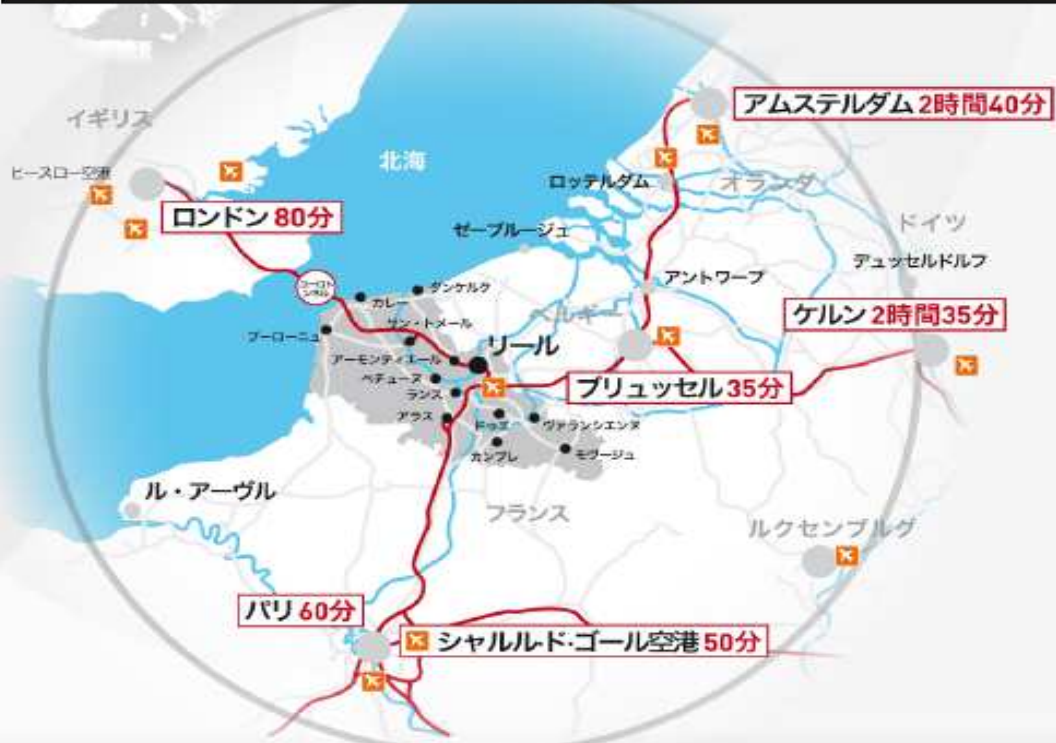 アムステルダム 2時間40分
イギリス
北海
ヒースロー空港
ロッテルダム
オランダ
ロンドン 80分
ドイツ
ゼーブルージュ
デュッセルドルフ
アントワープ
ダンケルク
カレー
ベルギー
ケルン 2時間35分
サン・トメール
ブーローニュ
リール
アーモンティエール
ベチューヌ
ブリュッセル 35分
ランス
アラス
ドゥエ
ヴァランシエンヌ
カンブレ
モヴージュ
ル・アーヴル
フランス
ルクセンブルグ
パリ 60分
シャルルド・ゴール空港 50分